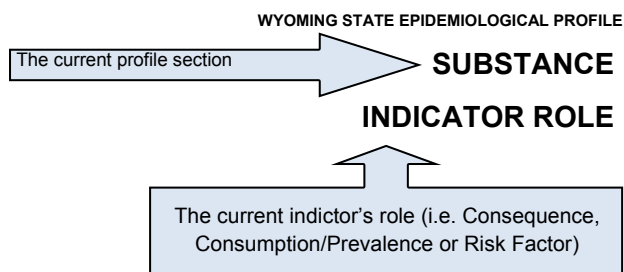 WYOMING STATE EPIDEMIOLOGICAL PROFILE
The current profile section
SUBSTANCE
INDICATOR ROLE
The current indictor's role (i.e. Consequence,
Consumption/Prevalence or Risk Factor)